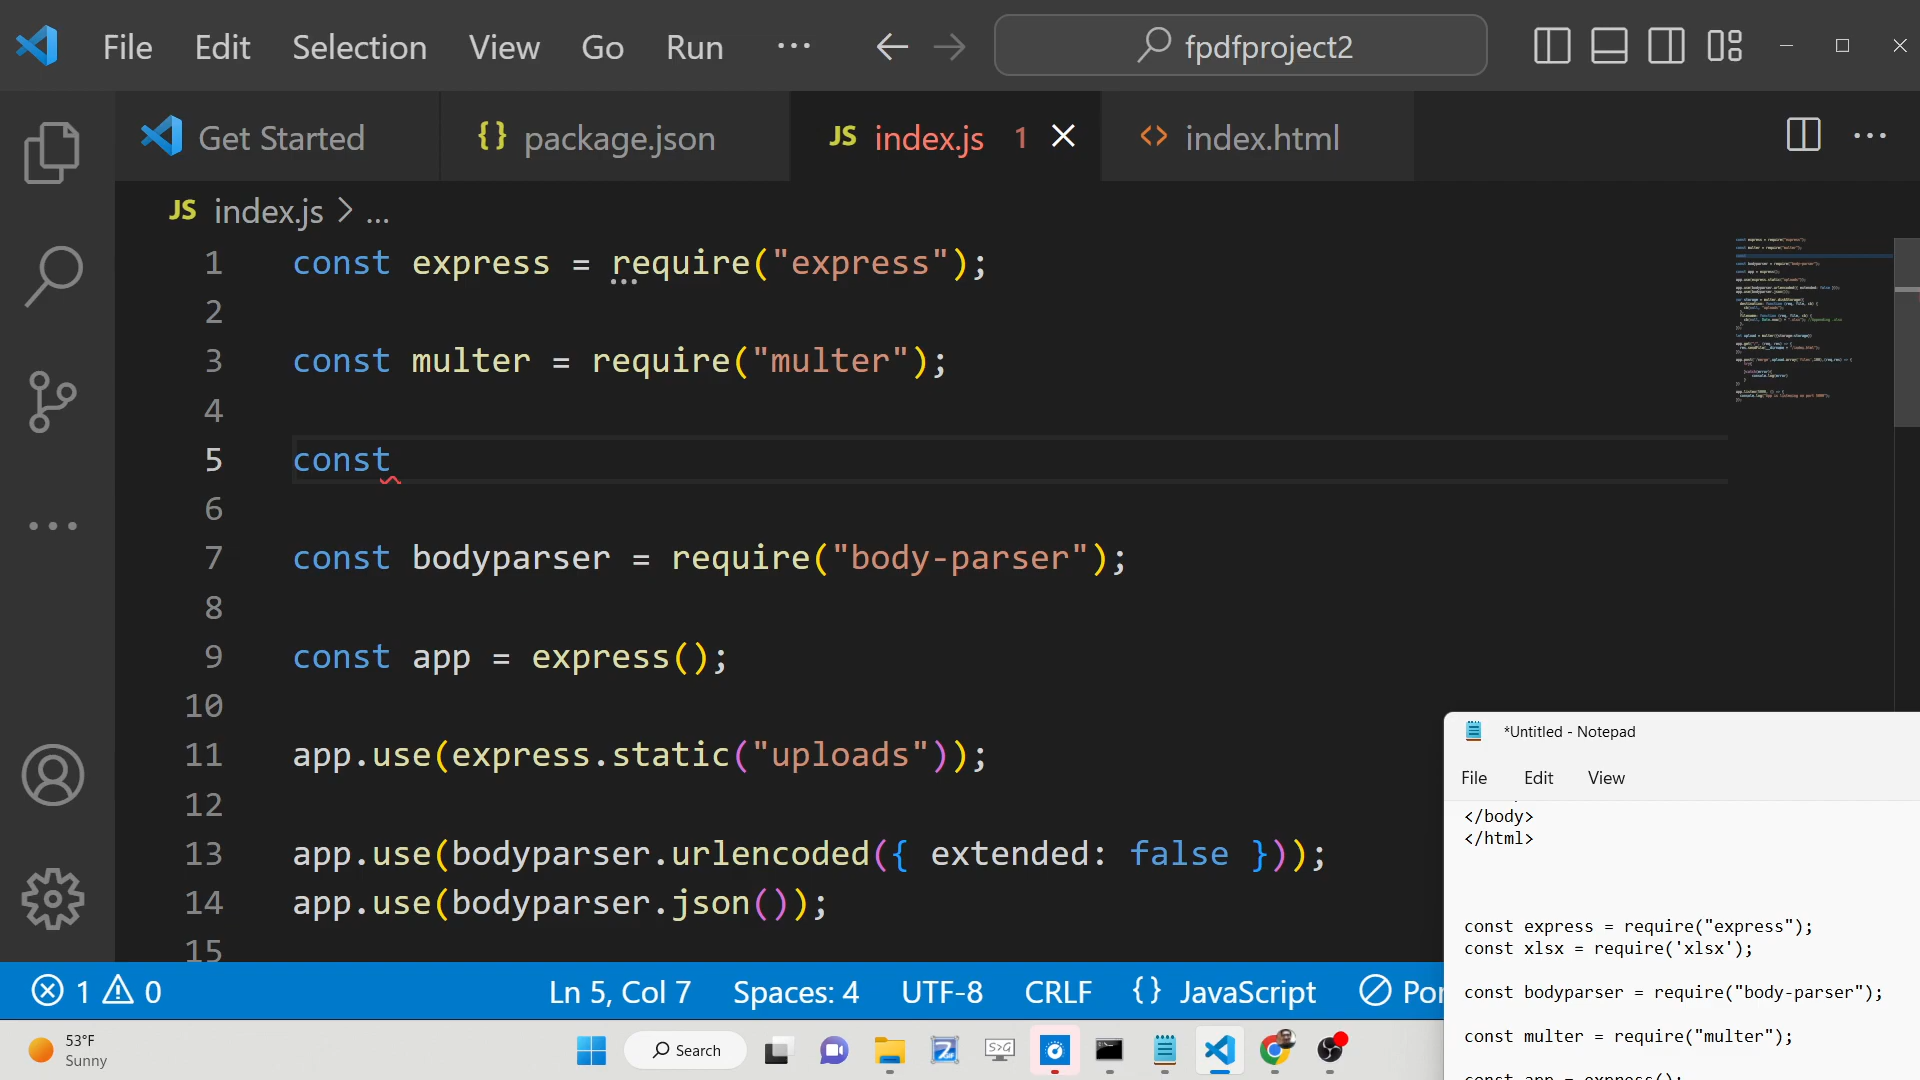 File Edit Selection View Go Run ... fpdfproject2
Get Started {} package.json JS index.js 1 <> index.html
JS index.js > ...
1 const express = require("express");
2
3 const multer = require("multer");
4
5 const
6
7 const bodyparser = require("body-parser");
8
9 const app = express();
10
11 app.use(express.static("uploads"));
12
13 app.use(bodyparser.urlencoded({ extended: false }));
14 app.use(bodyparser.json());
15
*Untitled - Notepad
File Edit View
</body>
</html>
const express = require("express");
const xlsx = require('xlsx');
const bodyparser = require("body-parser");
const multer = require("multer");
const app = express();
1 0 Ln 5, Col 7 Spaces: 4 UTF-8 CRLF {} JavaScript Por
53°F
Sunny
Search